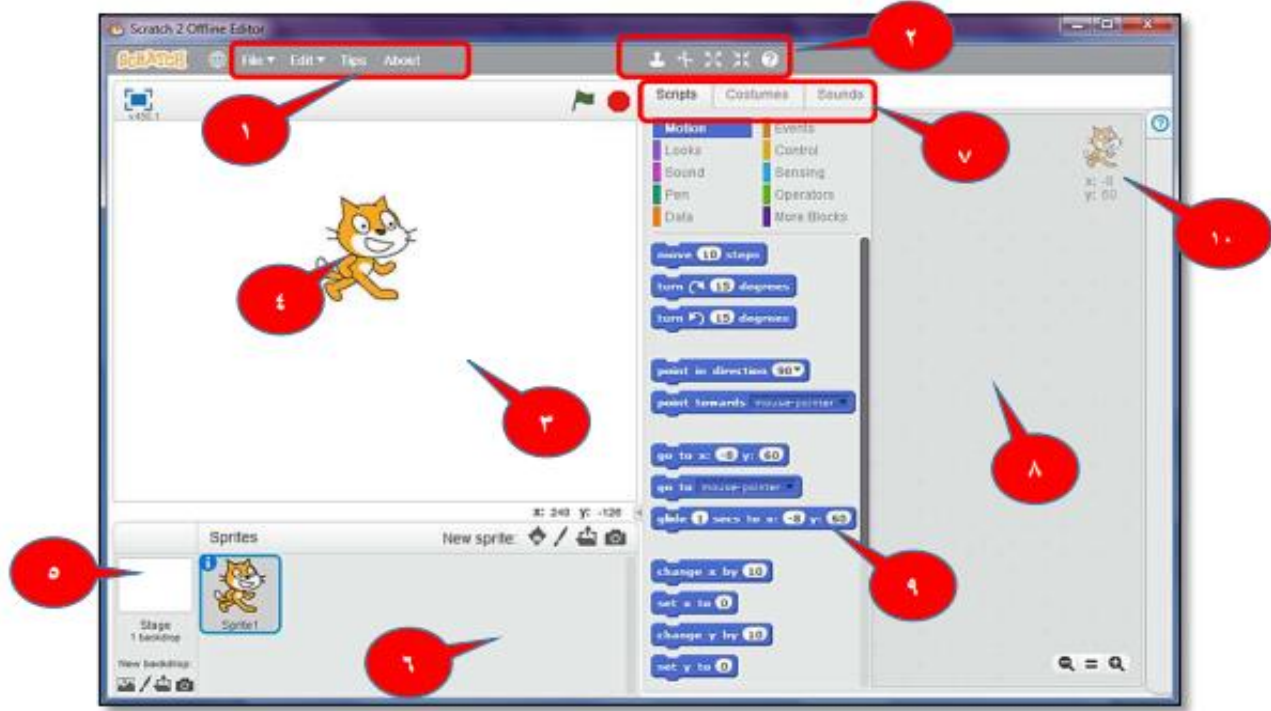 Scratch 2 Offline Editor
SCRATCH File Edit Tips About
٢
v450.1
Scripts Costumes Sounds
١
Motion Events
Looks Control
Sound Sensing
Pen Operators
Data More Blocks
٧
x: -8
y: 60
١٠
move 10 steps
turn 15 degrees
turn 15 degrees
٤
point in direction 90
point towards mouse-pointer
٣
go to x: -8 y: 60
go to mouse-pointer
glide 1 secs to x: -8 y: 60
٨
x: 240 y: -126
Sprites New sprite:
٥
Stage
1 backdrop
Sprite1
New backdrop:
٦
change x by 10
set x to 0
change y by 10
set y to 0
٩